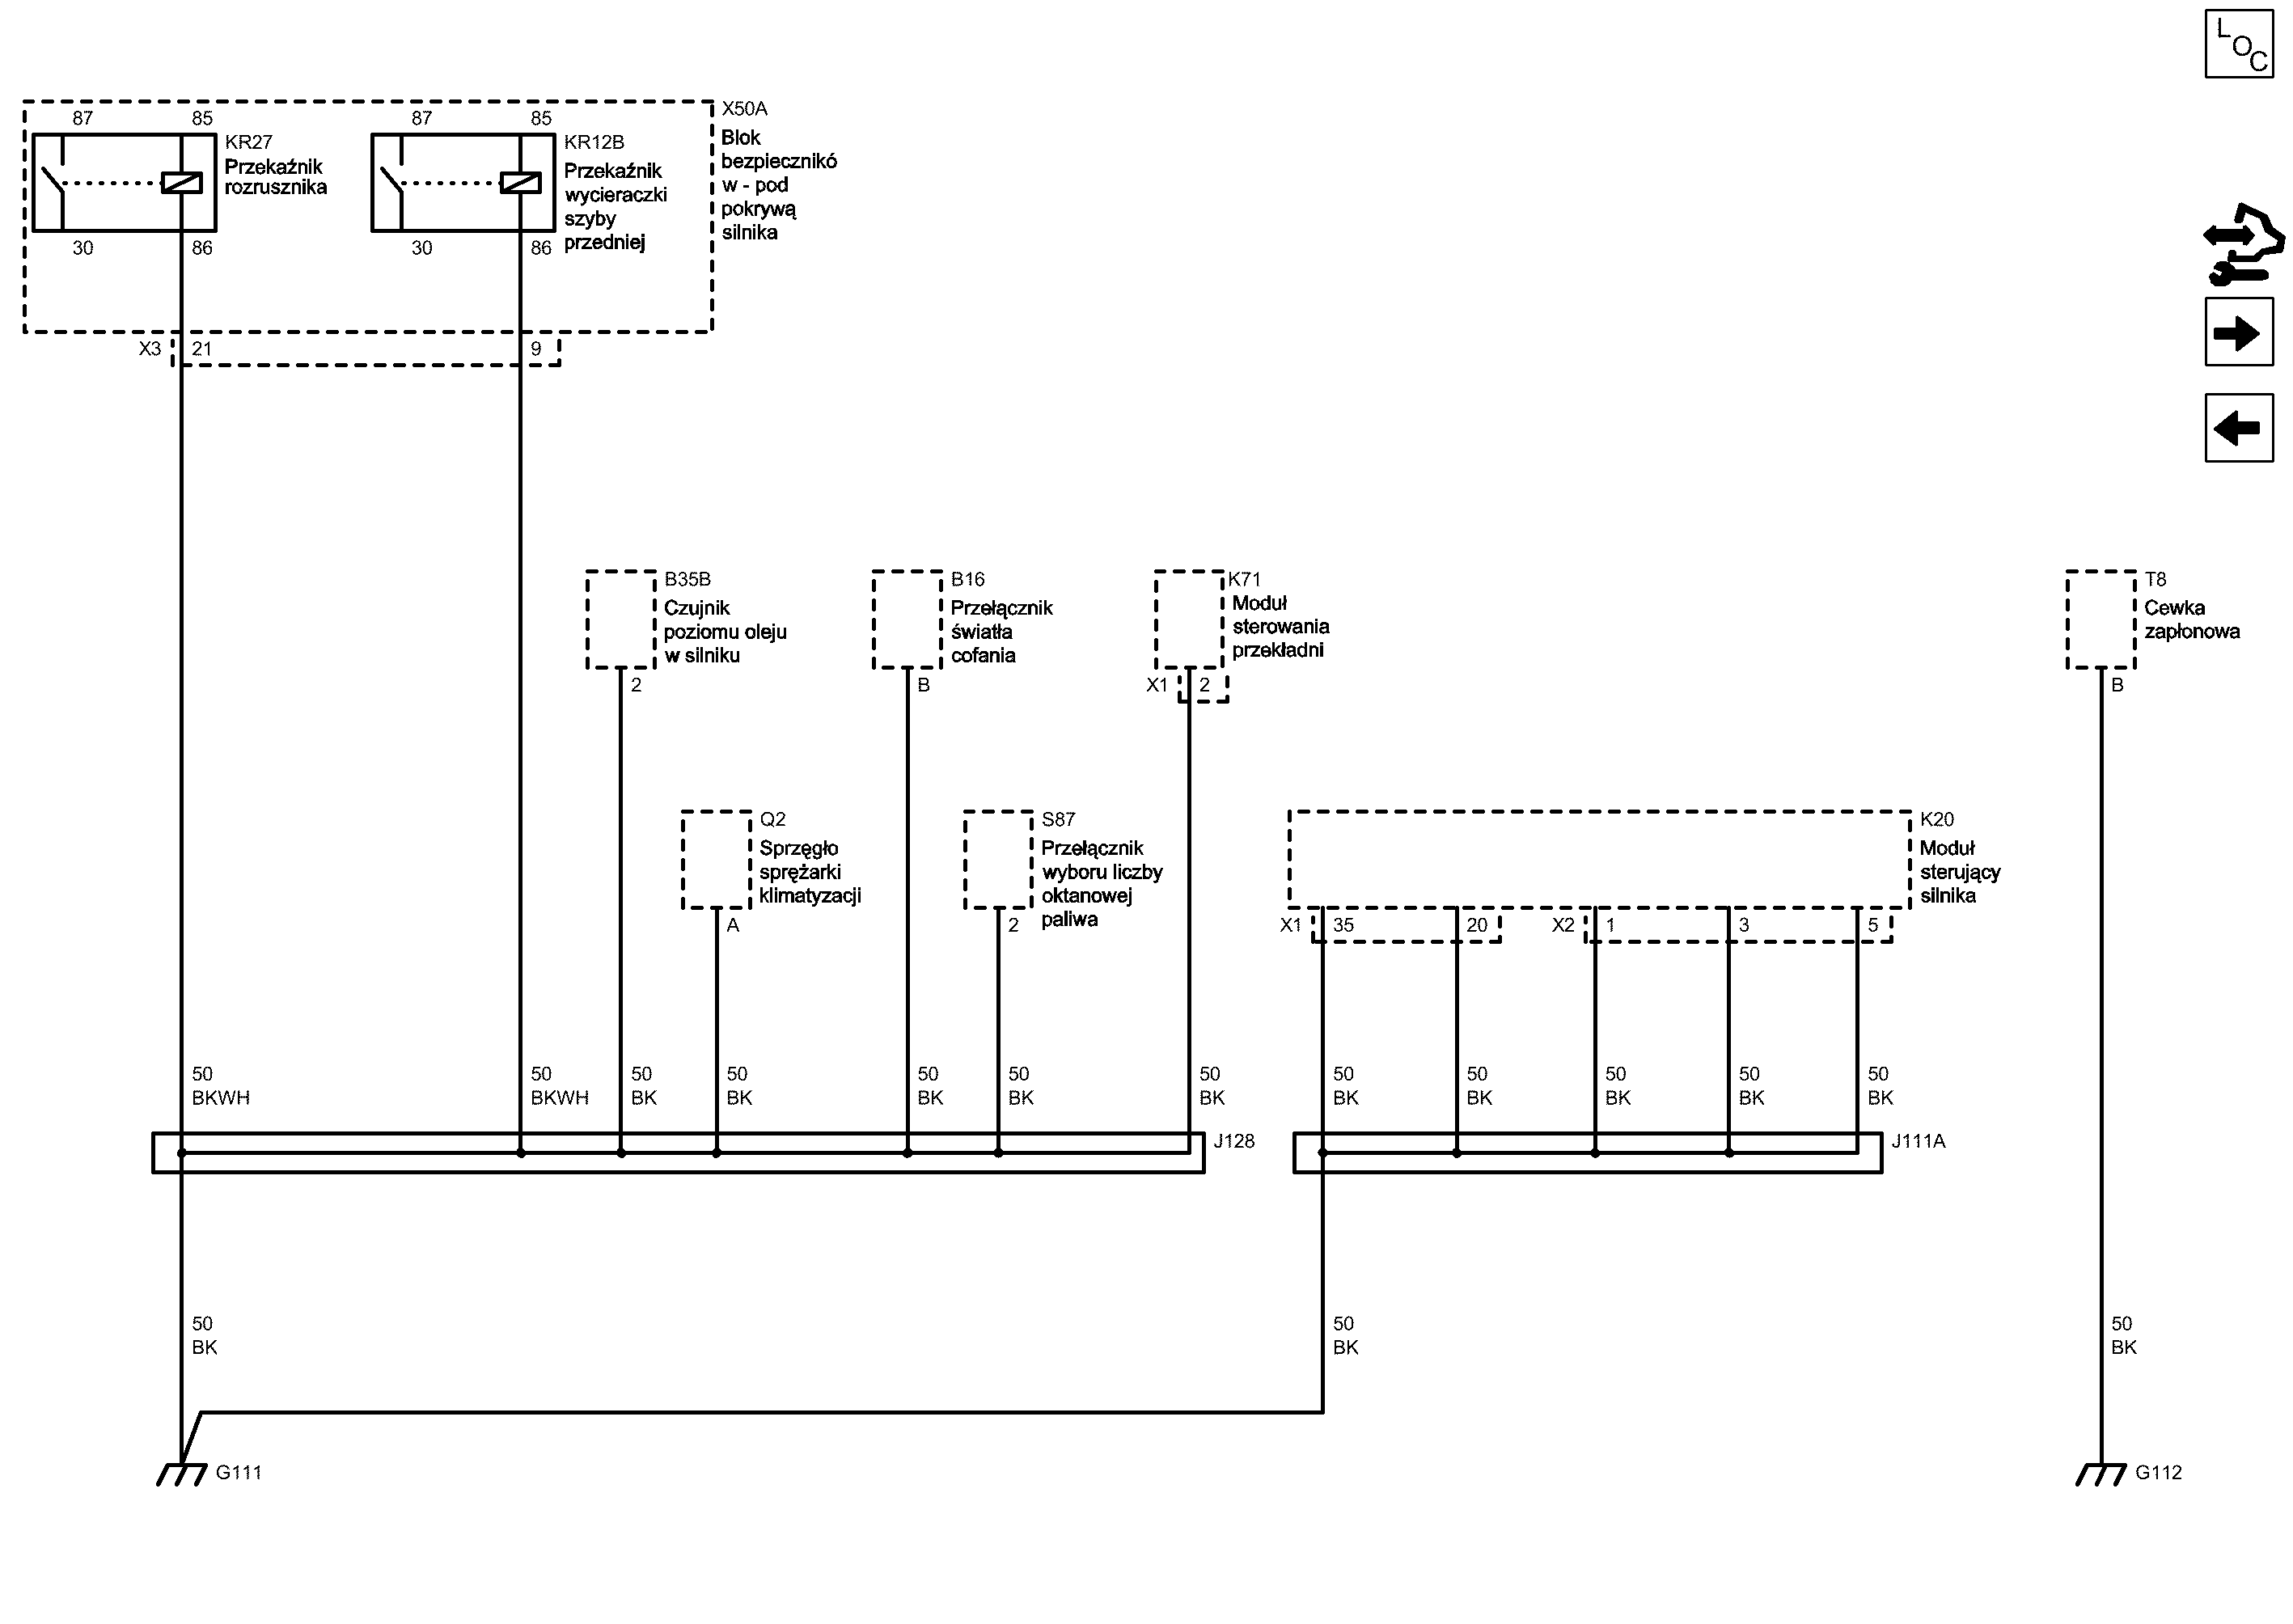 LOC
X50A
Blok
bezpiecznikó
w - pod
pokrywą
silnika
87 85
KR27
Przekaźnik
rozrusznika
30 86
87 85
KR12B
Przekaźnik
wycieraczki
szyby
przedniej
30 86
X3 21 9
B35B
Czujnik
poziomu oleju
w silniku
2
B16
Przełącznik
światła
cofania
B
K71
Moduł
sterowania
przekładni
X1 2
T8
Cewka
zapłonowa
B
Q2
Sprzęgło
sprężarki
klimatyzacji
A
S87
Przełącznik
wyboru liczby
oktanowej
paliwa
2
K20
Moduł
sterujący
silnika
X1 35 20 X2 1 3 5
50 50 50 50 50 50 50 50 50 50 50 50
BKWH BKWH BK BK BK BK BK BK BK BK BK BK
J128 J111A
50 50 50
BK BK BK
G111 G112